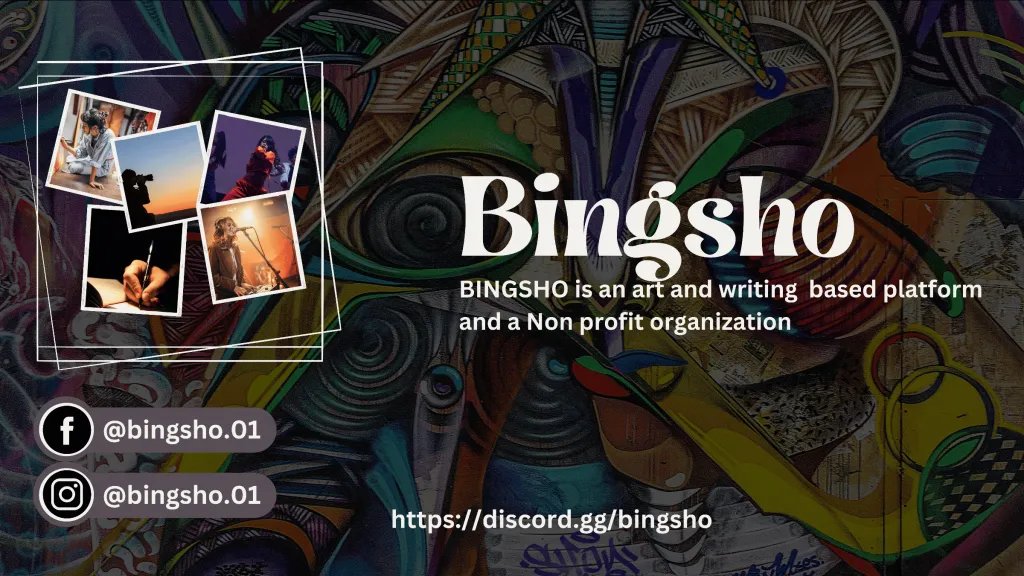 Bingsho
BINGSHO is an art and writing based platform
and a Non profit organization
@bingsho.01
@bingsho.01
https://discord.gg/bingsho